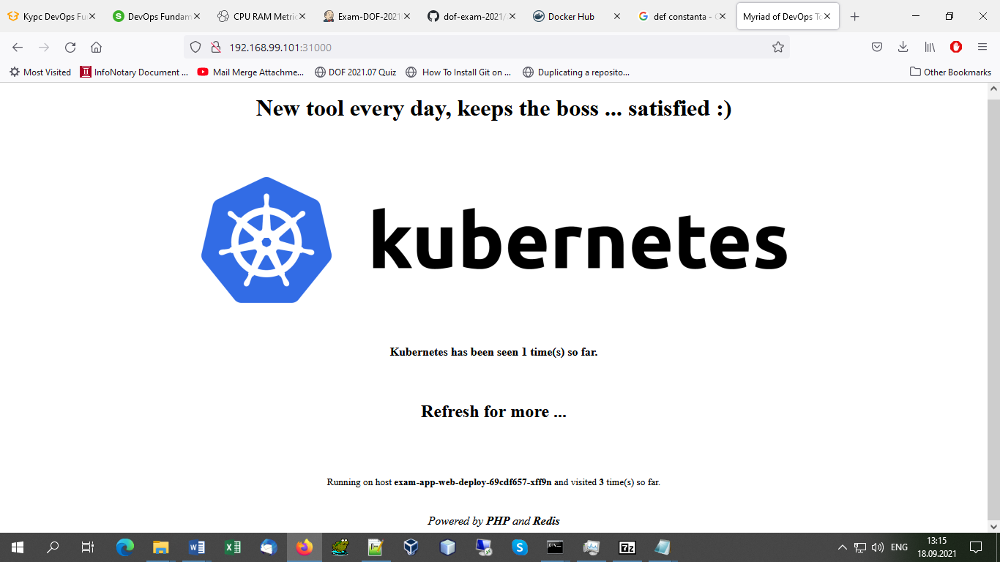 Курс DevOps Fu
DevOps Fundam
CPU RAM Metric
Exam-DOF-2021
dof-exam-2021/
Docker Hub
def constanta - G
Myriad of DevOps To
192.168.99.101:31000
Most Visited
InfoNotary Document ...
Mail Merge Attachme...
DOF 2021.07 Quiz
How To Install Git on ...
Duplicating a reposito...
Other Bookmarks
New tool every day, keeps the boss ... satisfied :)
kubernetes
Kubernetes has been seen 1 time(s) so far.
Refresh for more ...
Running on host exam-app-web-deploy-69cdf657-xff9n and visited 3 time(s) so far.
Powered by PHP and Redis
ENG
13:15
18.09.2021